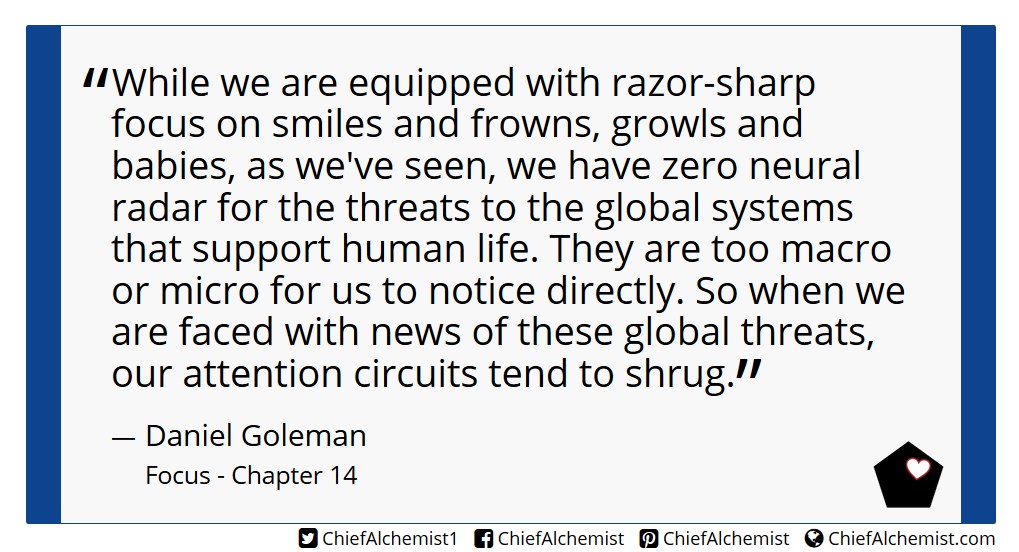 “While we are equipped with razor-sharp
focus on smiles and frowns, growls and
babies, as we've seen, we have zero neural
radar for the threats to the global systems
that support human life. They are too macro
or micro for us to notice directly. So when we
are faced with news of these global threats,
our attention circuits tend to shrug.”
— Daniel Goleman
Focus - Chapter 14
ChiefAlchemist1 ChiefAlchemist ChiefAlchemist ChiefAlchemist.com